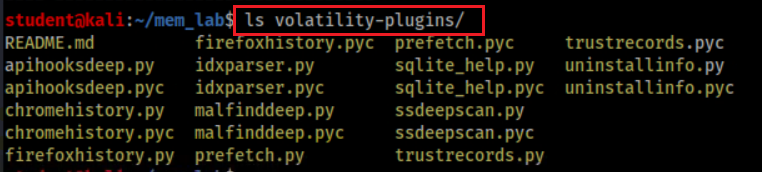 student@kali:~/mem_lab$ ls volatility-plugins/
README.md firefoxhistory.pyc prefetch.pyc trustrecords.pyc
apihooksdeep.py idxparser.py sqlite_help.py uninstallinfo.py
apihooksdeep.pyc idxparser.pyc sqlite_help.pyc uninstallinfo.pyc
chromehistory.py malfinddeep.py ssdeepscan.py
chromehistory.pyc malfinddeep.pyc ssdeepscan.pyc
firefoxhistory.py prefetch.py trustrecords.py